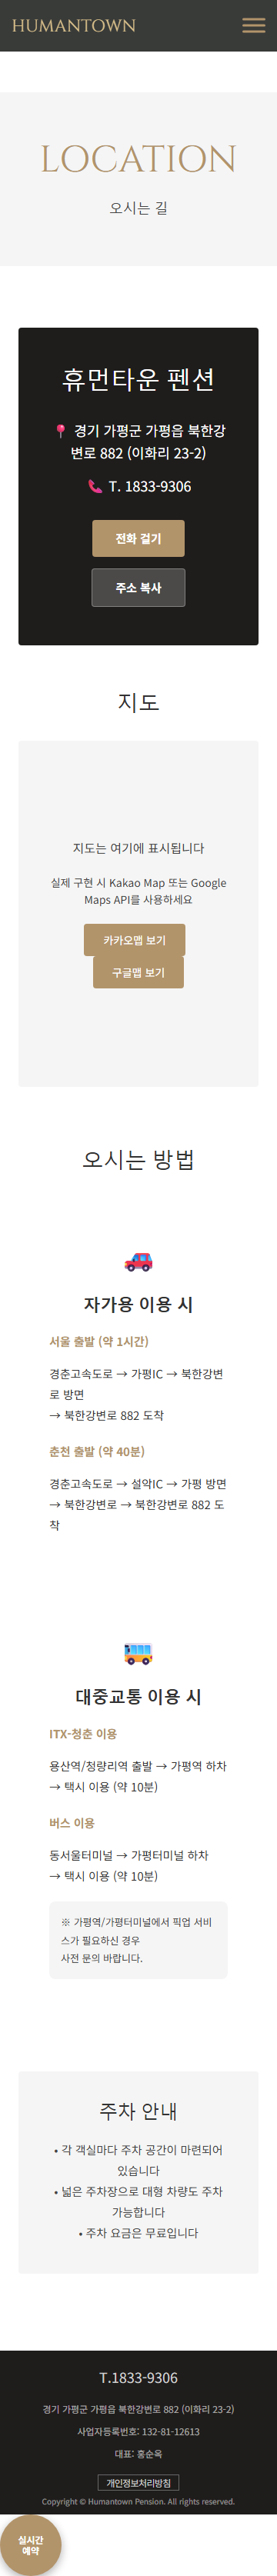 HUMANTOWN
LOCATION
오시는 길
휴먼타운 펜션
📍 경기 가평군 가평읍 북한강
변로 882 (이화리 23-2)
📞 T. 1833-9306
전화 걸기
주소 복사
지도
지도는 여기에 표시됩니다
실제 구현 시 Kakao Map 또는 Google
Maps API를 사용하세요
카카오맵 보기
구글맵 보기
오시는 방법
자가용 이용 시
서울 출발 (약 1시간)
경춘고속도로 → 가평IC → 북한강변
로 방면
→ 북한강변로 882 도착
춘천 출발 (약 40분)
경춘고속도로 → 설악IC → 가평 방면
→ 북한강변로 → 북한강변로 882 도
착
대중교통 이용 시
ITX-청춘 이용
용산역/청량리역 출발 → 가평역 하차
→ 택시 이용 (약 10분)
버스 이용
동서울터미널 → 가평터미널 하차
→ 택시 이용 (약 10분)
※ 가평역/가평터미널에서 픽업 서비
스가 필요하신 경우
사전 문의 바랍니다.
주차 안내
• 각 객실마다 주차 공간이 마련되어
있습니다
• 넓은 주차장으로 대형 차량도 주차
가능합니다
• 주차 요금은 무료입니다
T.1833-9306
경기 가평군 가평읍 북한강변로 882 (이화리 23-2)
사업자등록번호: 132-81-12613
대표: 홍순옥
개인정보처리방침
Copyright © Humantown Pension. All rights reserved.
실시간
예약